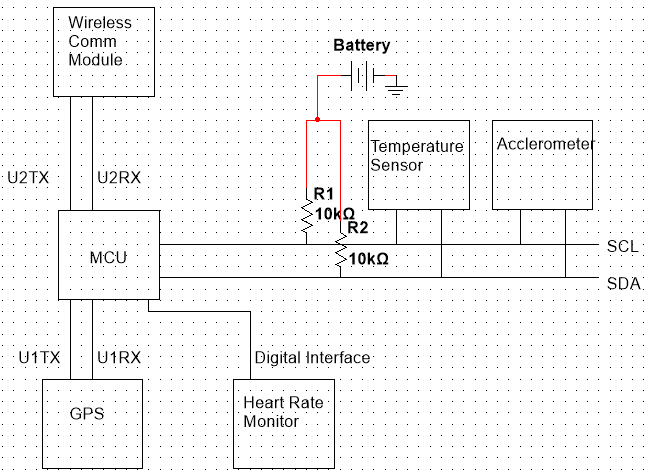 Wireless
Comm
Module
Battery
Temperature
Sensor
Acclerometer
U2TX
U2RX
R1
10kΩ
R2
10kΩ
MCU
SCL
SDA
U1TX
U1RX
Digital Interface
GPS
Heart Rate
Monitor